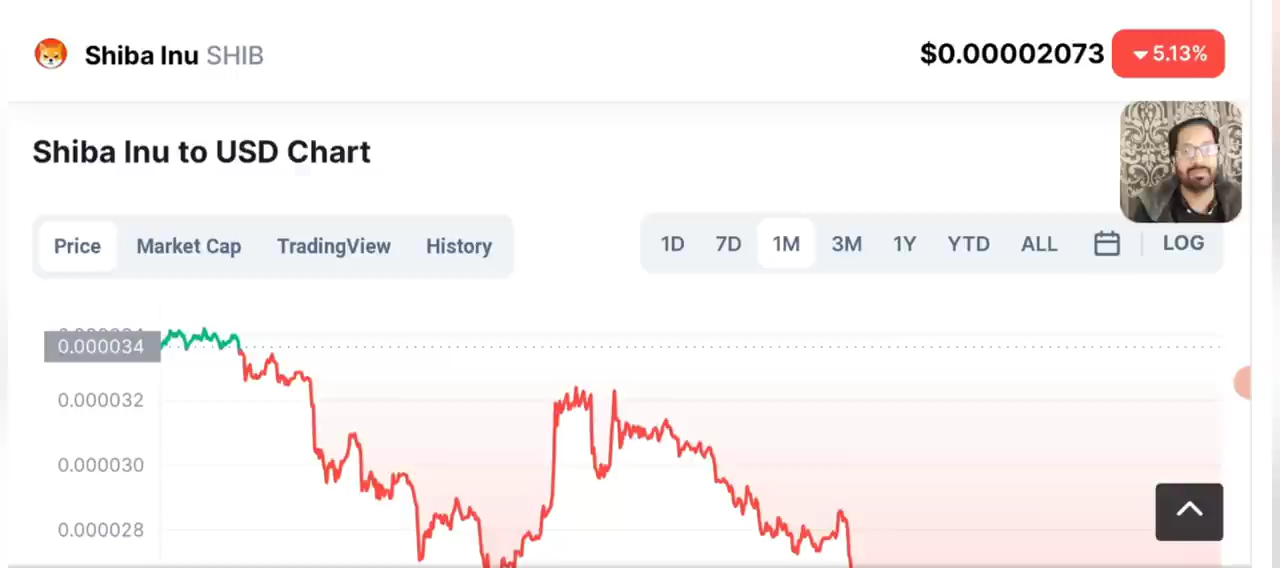 Shiba Inu SHIB $0.00002073 5.13%
Shiba Inu to USD Chart
Price Market Cap TradingView History 1D 7D 1M 3M 1Y YTD ALL LOG
0.000034
0.000032
0.000030
0.000028